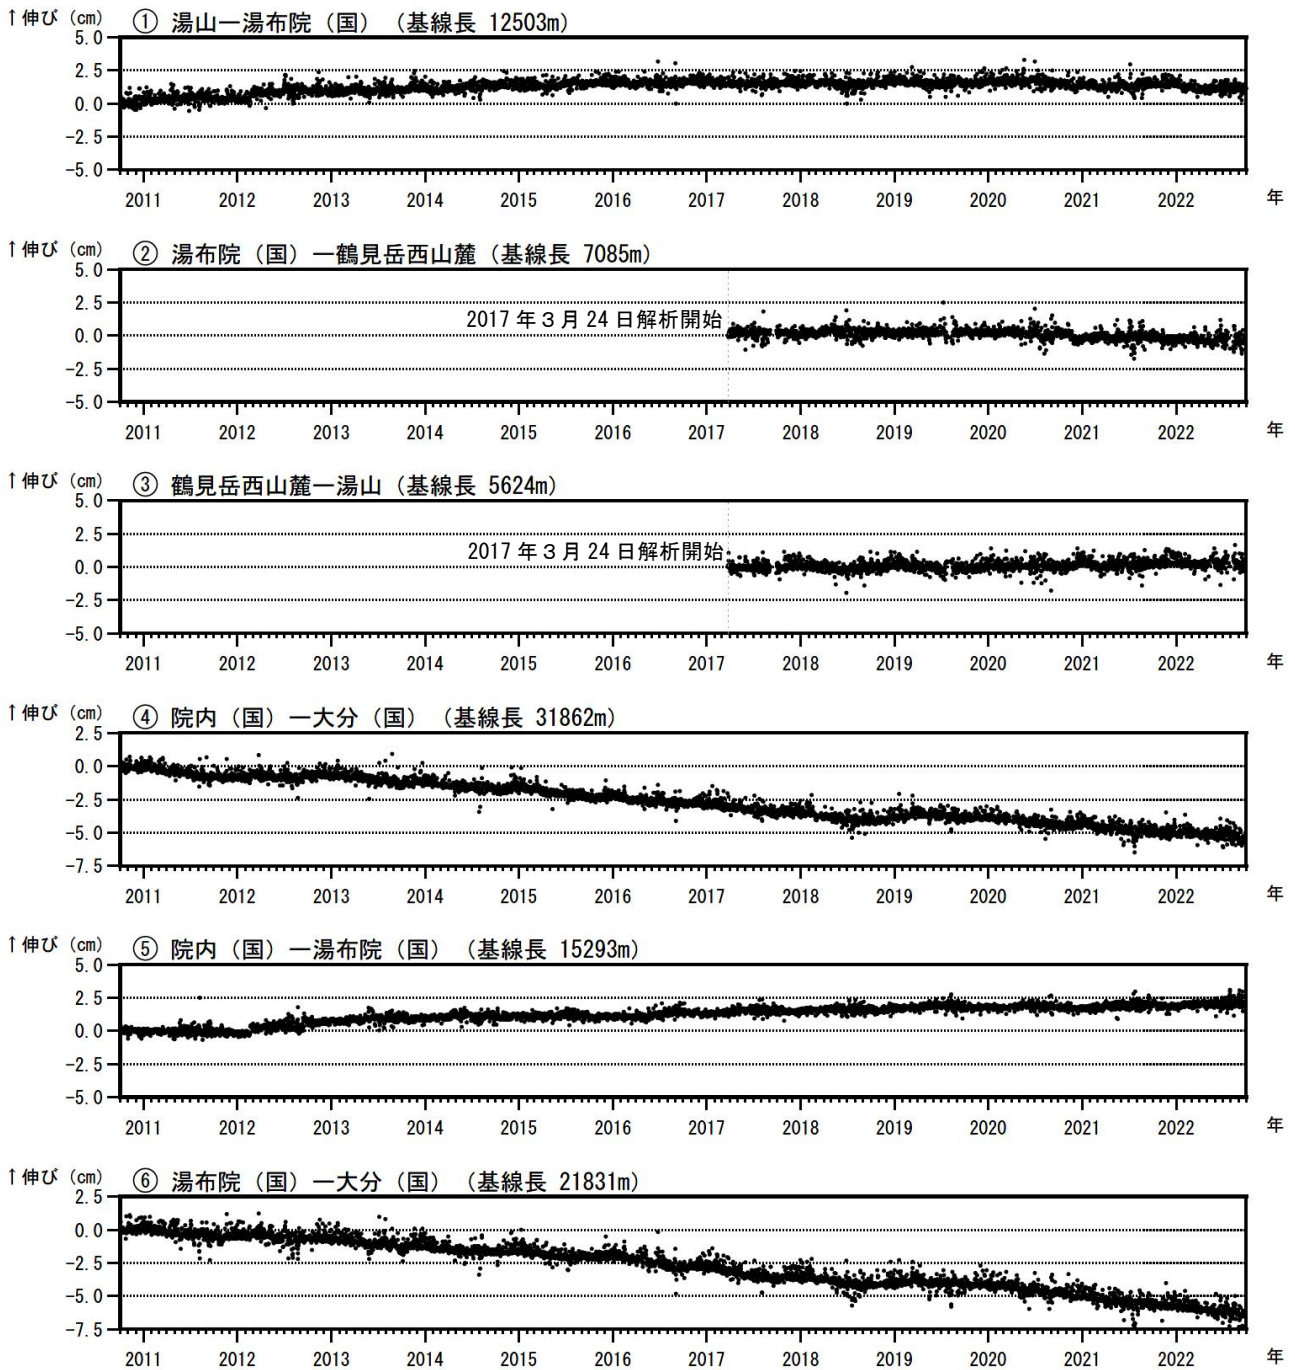 ↑伸び (cm) ① 湯山ー湯布院（国）（基線長 12503m）
5.0
2.5
0.0
-2.5
-5.0
2011 2012 2013 2014 2015 2016 2017 2018 2019 2020 2021 2022 年
↑伸び (cm) ② 湯布院（国）ー鶴見岳西山麓（基線長 7085m）
5.0
2.5
2017年3月24日解析開始
0.0
-2.5
-5.0
2011 2012 2013 2014 2015 2016 2017 2018 2019 2020 2021 2022 年
↑伸び (cm) ③ 鶴見岳西山麓ー湯山（基線長 5624m）
5.0
2.5
2017年3月24日解析開始
0.0
-2.5
-5.0
2011 2012 2013 2014 2015 2016 2017 2018 2019 2020 2021 2022 年
↑伸び (cm) ④ 院内（国）ー大分（国）（基線長 31862m）
2.5
0.0
-2.5
-5.0
-7.5
2011 2012 2013 2014 2015 2016 2017 2018 2019 2020 2021 2022 年
↑伸び (cm) ⑤ 院内（国）ー湯布院（国）（基線長 15293m）
5.0
2.5
0.0
-2.5
-5.0
2011 2012 2013 2014 2015 2016 2017 2018 2019 2020 2021 2022 年
↑伸び (cm) ⑥ 湯布院（国）ー大分（国）（基線長 21831m）
2.5
0.0
-2.5
-5.0
-7.5
2011 2012 2013 2014 2015 2016 2017 2018 2019 2020 2021 2022 年